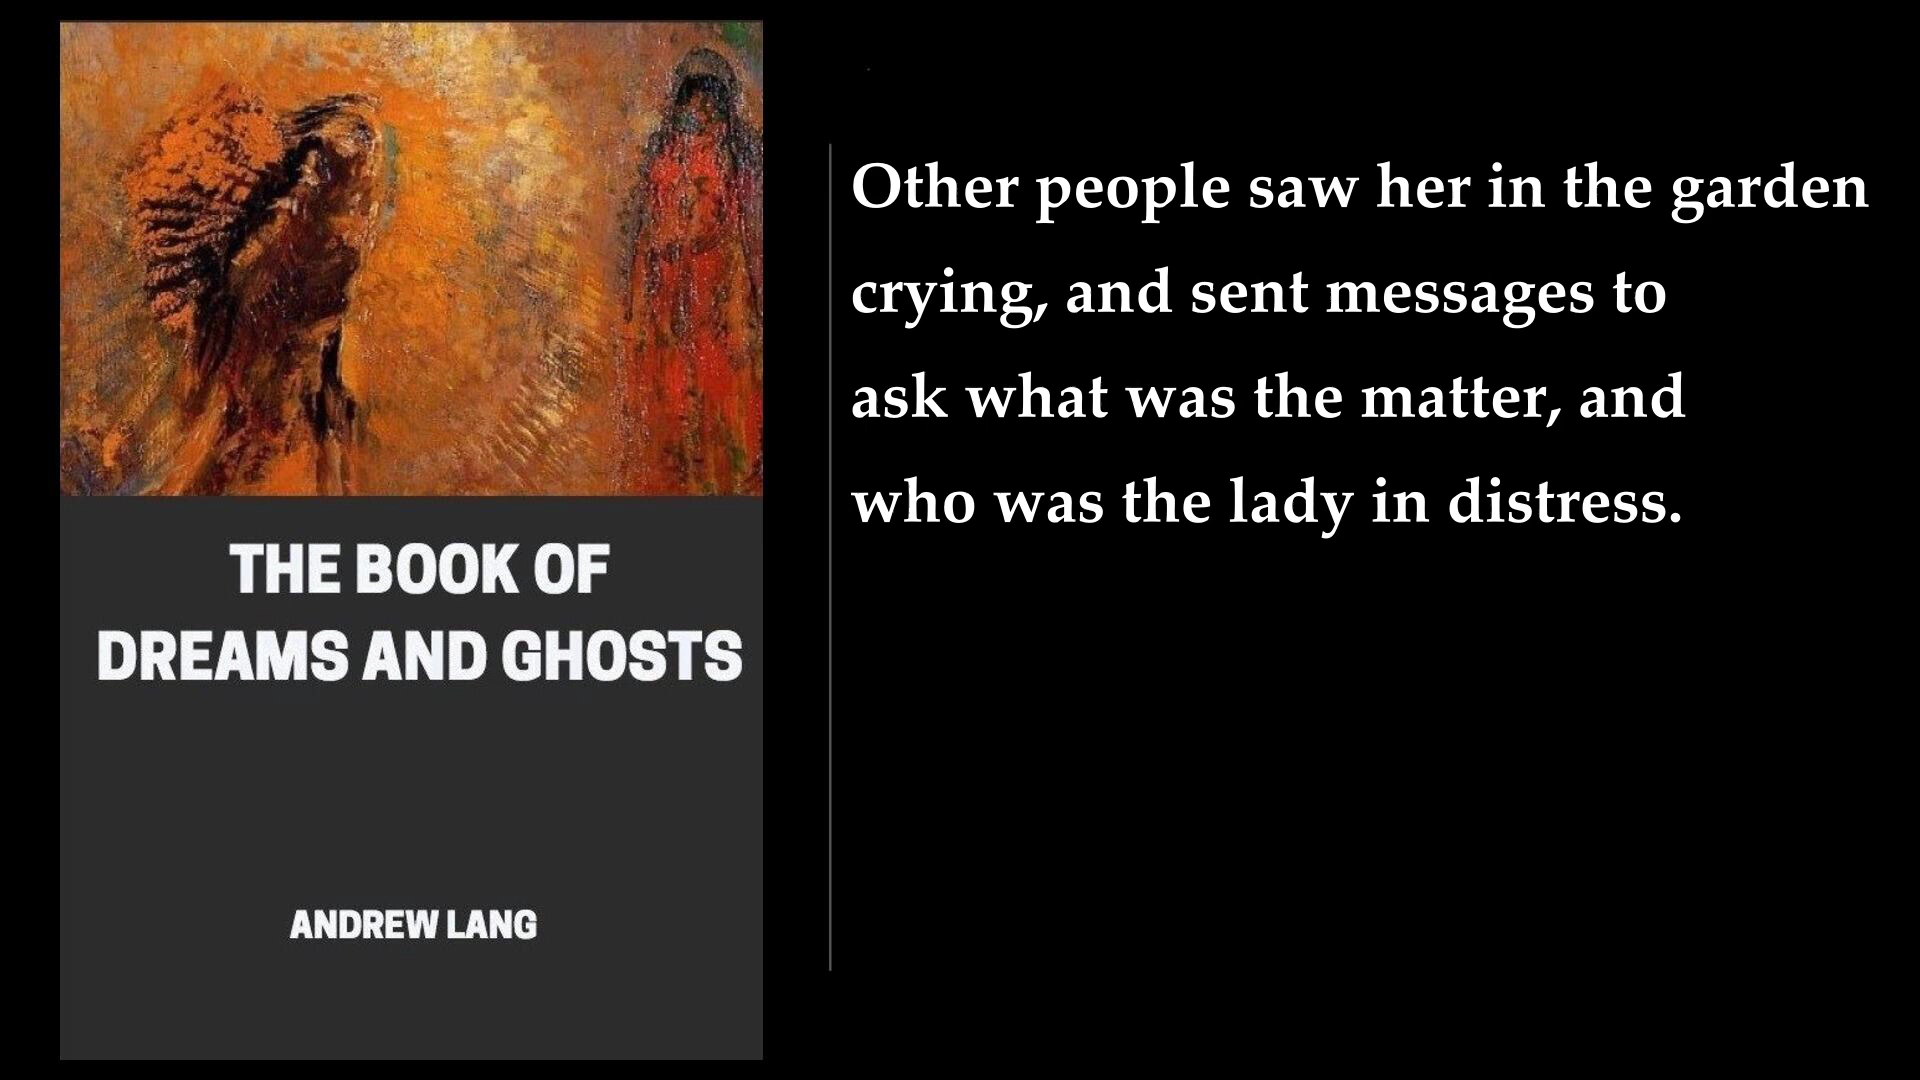 THE BOOK OF
DREAMS AND GHOSTS
ANDREW LANG
Other people saw her in the garden
crying, and sent messages to
ask what was the matter, and
who was the lady in distress.